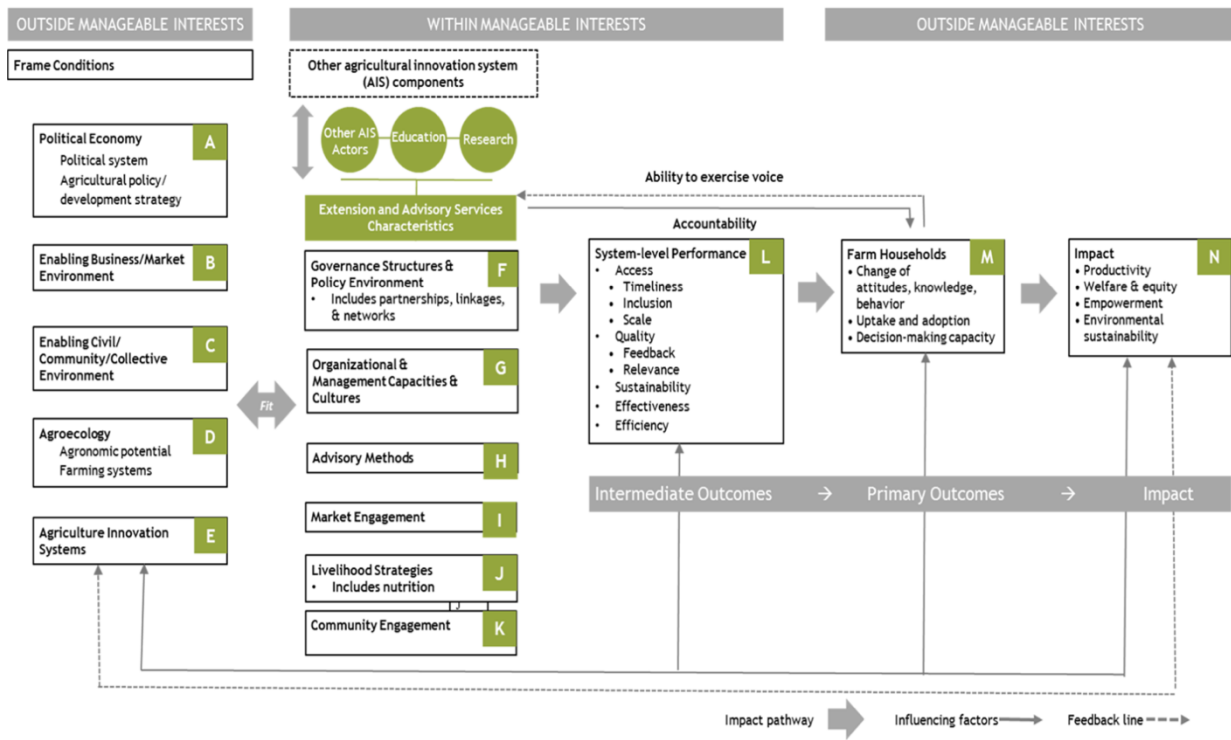 OUTSIDE MANAGEABLE INTERESTS
WITHIN MANAGEABLE INTERESTS
OUTSIDE MANAGEABLE INTERESTS
Frame Conditions
Political Economy
A
Political system
Agricultural policy/
development strategy
Enabling Business/Market
Environment
B
Enabling Civil/
Community/Collective
Environment
C
Agroecology
D
Agronomic potential
Farming systems
Agriculture Innovation
Systems
E
Fit
Other agricultural innovation system
(AIS) components
Other AIS
Actors
Education
Research
Extension and Advisory Services
Characteristics
Governance Structures &
Policy Environment
F
• Includes partnerships, linkages,
& networks
Organizational &
Management Capacities &
Cultures
G
Advisory Methods
H
Market Engagement
I
Livelihood Strategies
J
• Includes nutrition
J
Community Engagement
K
Ability to exercise voice
Accountability
System-level Performance
L
• Access
• Timeliness
• Inclusion
• Scale
• Quality
• Feedback
• Relevance
• Sustainability
• Effectiveness
• Efficiency
Farm Households
M
• Change of
attitudes, knowledge,
behavior
• Uptake and adoption
• Decision-making capacity
Impact
N
• Productivity
• Welfare & equity
• Empowerment
• Environmental
sustainability
Intermediate Outcomes → Primary Outcomes → Impact
Impact pathway
Influencing factors
Feedback line